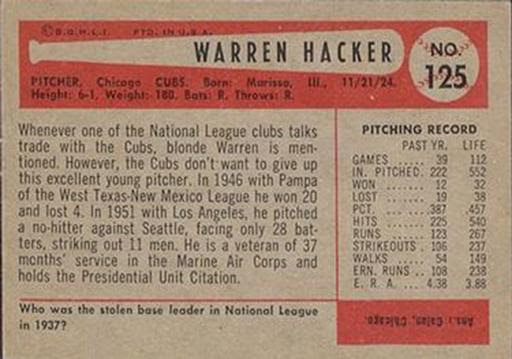 © B.G.H.L.I. PTD. IN U.S.A.
WARREN HACKER
NO.
125
PITCHER, Chicago CUBS. Born: Marissa, Ill., 11/21/24.
Height: 6-1, Weight: 180. Bats: R. Throws: R.
Whenever one of the National League clubs talks
trade with the Cubs, blonde Warren is men-
tioned. However, the Cubs don't want to give up
this excellent young pitcher. In 1946 with Pampa
of the West Texas-New Mexico League he won 20
and lost 4. In 1951 with Los Angeles, he pitched
a no-hitter against Seattle, facing only 28 bat-
ters, striking out 11 men. He is a veteran of 37
months' service in the Marine Air Corps and
holds the Presidential Unit Citation.
PITCHING RECORD
PAST YR. LIFE
GAMES ..... 39 112
IN. PITCHED. 222 552
WON ...... 12 32
LOST ...... 19 38
PCT. ..... .387 .457
HITS ...... 225 540
RUNS ..... 123 267
STRIKEOUTS . 106 237
WALKS .... 54 149
ERN. RUNS .. 108 238
E. R. A. .... 4.38 3.88
Who was the stolen base leader in National League
in 1937?
Ans.: Galan, Chicago.